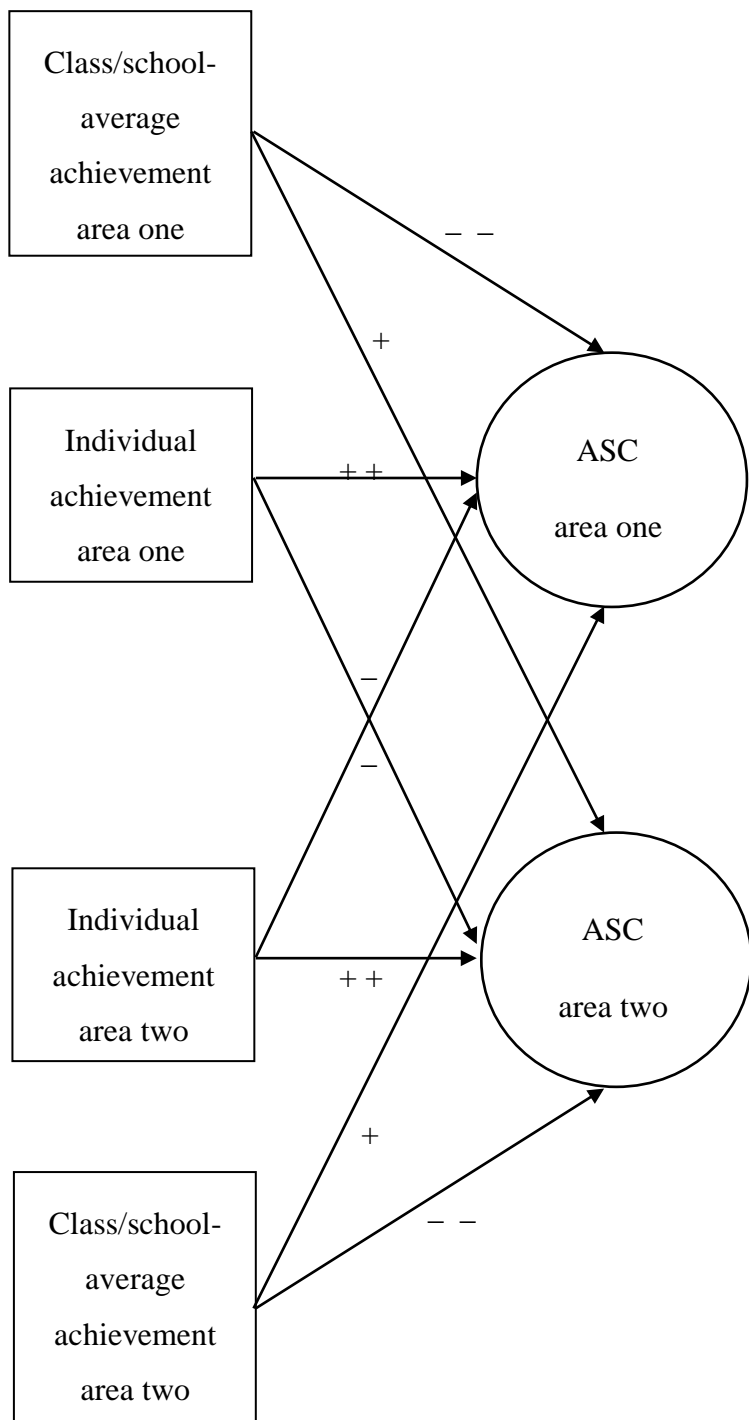 Class/school-
average
achievement
area one
– –
+
Individual
achievement
area one
+ +
ASC
area one
–
–
Individual
achievement
area two
+ +
ASC
area two
+
Class/school-
average
achievement
area two
– –